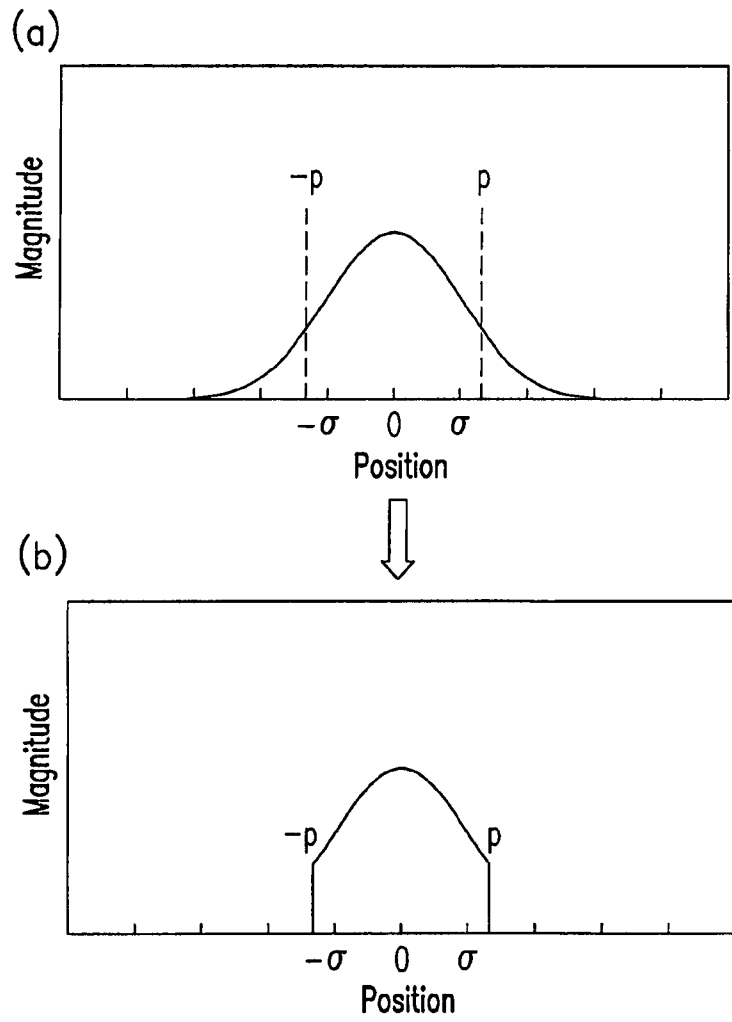 (a)
Magnitude
-p p
-σ 0 σ
Position
(b)
Magnitude
-p p
-σ 0 σ
Position